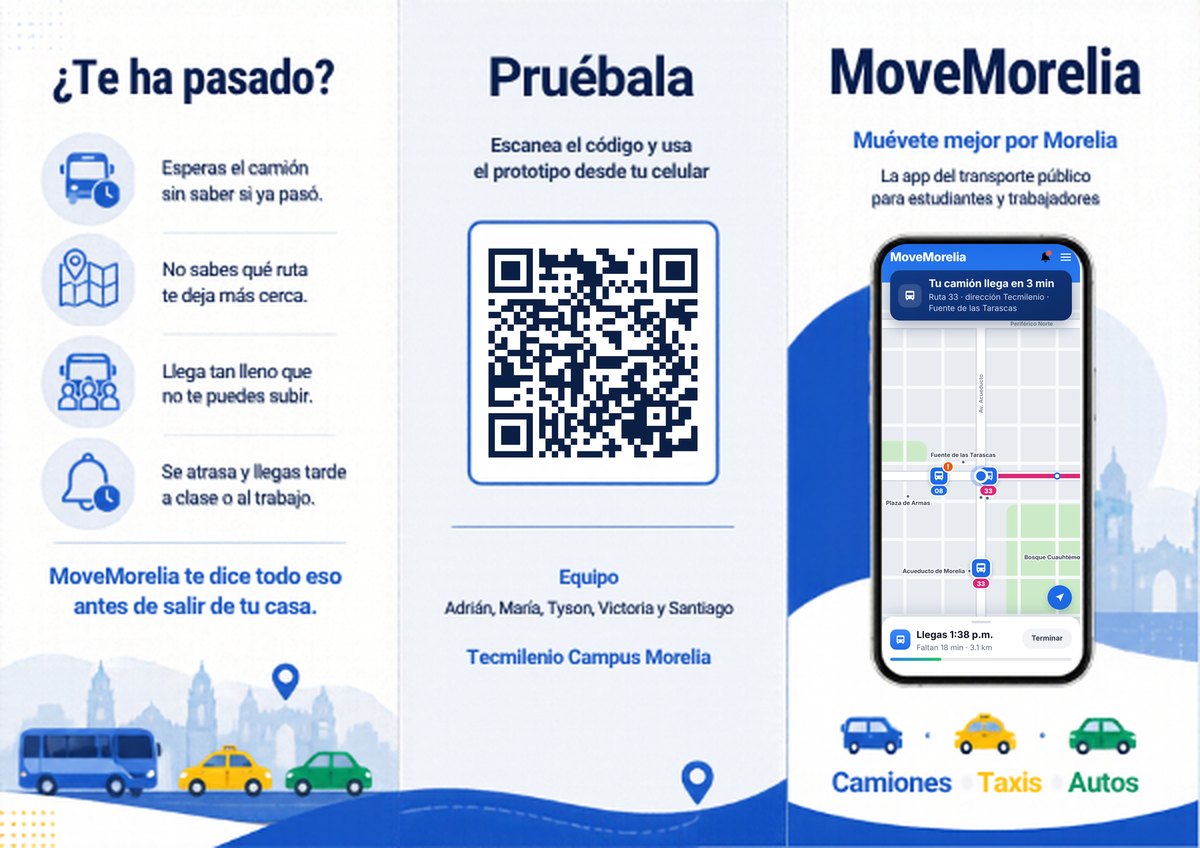 ¿Te ha pasado?
Esperas el camión
sin saber si ya pasó.
No sabes qué ruta
te deja más cerca.
Llega tan lleno que
no te puedes subir.
Se atrasa y llegas tarde
a clase o al trabajo.
MoveMorelia te dice todo eso
antes de salir de tu casa.
Pruébala
Escanea el código y usa
el prototipo desde tu celular
Equipo
Adrián, María, Tyson, Victoria y Santiago
Tecmilenio Campus Morelia
MoveMorelia
Muévete mejor por Morelia
La app del transporte público
para estudiantes y trabajadores
MoveMorelia
Tu camión llega en 3 min
Ruta 33 · dirección Tecmilenio ·
Fuente de las Tarascas
Periférico Norte
Av. Acueducto
Fuente de las Tarascas
08
33
Plaza de Armas
Bosque Cuauhtémo
Acueducto de Morelia
33
Llegas 1:38 p.m.
Faltan 18 min · 3.1 km
Terminar
Camiones · Taxis · Autos